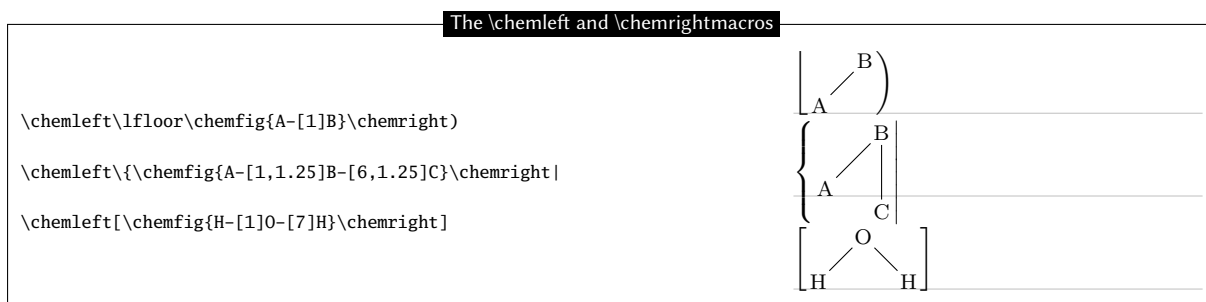 The \chemleft and \chemrightmacros
\chemleft\lfloor\chemfig{A-[1]B}\chemright)
\chemleft\{\chemfig{A-[1,1.25]B-[6,1.25]C}\chemright|
\chemleft[\chemfig{H-[1]O-[7]H}\chemright]
B
A
B
A
C
O
H H